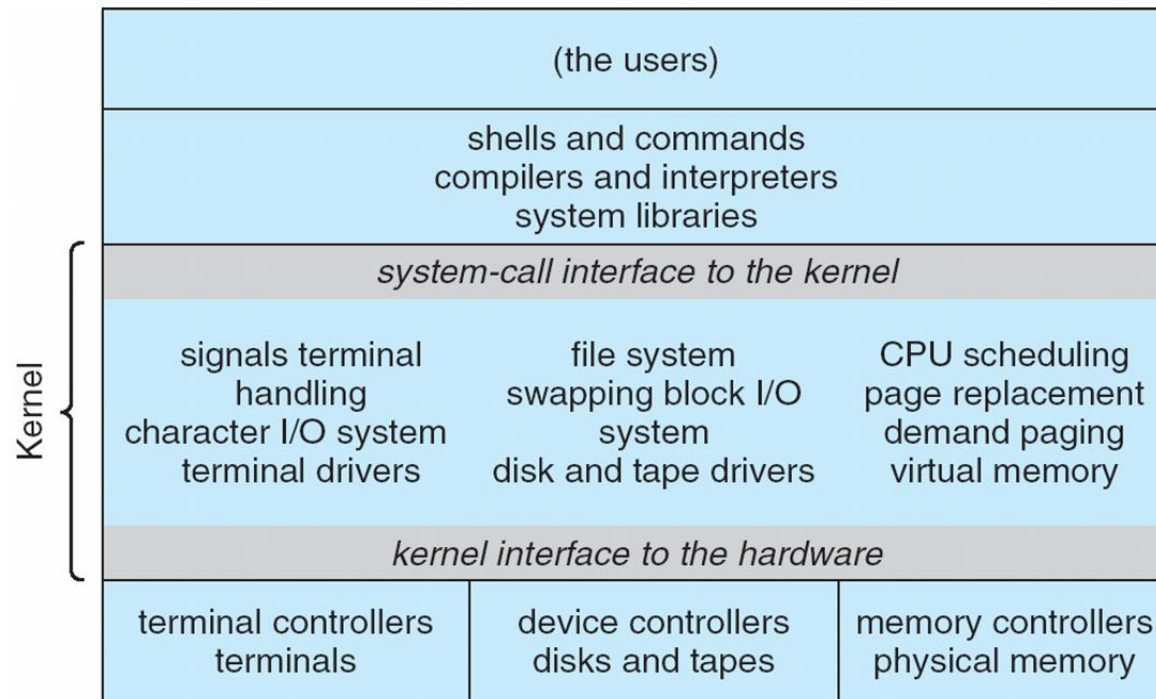 (the users)
shells and commands
compilers and interpreters
system libraries
Kernel
system-call interface to the kernel
signals terminal
handling
character I/O system
terminal drivers
file system
swapping block I/O
system
disk and tape drivers
CPU scheduling
page replacement
demand paging
virtual memory
kernel interface to the hardware
terminal controllers
terminals
device controllers
disks and tapes
memory controllers
physical memory